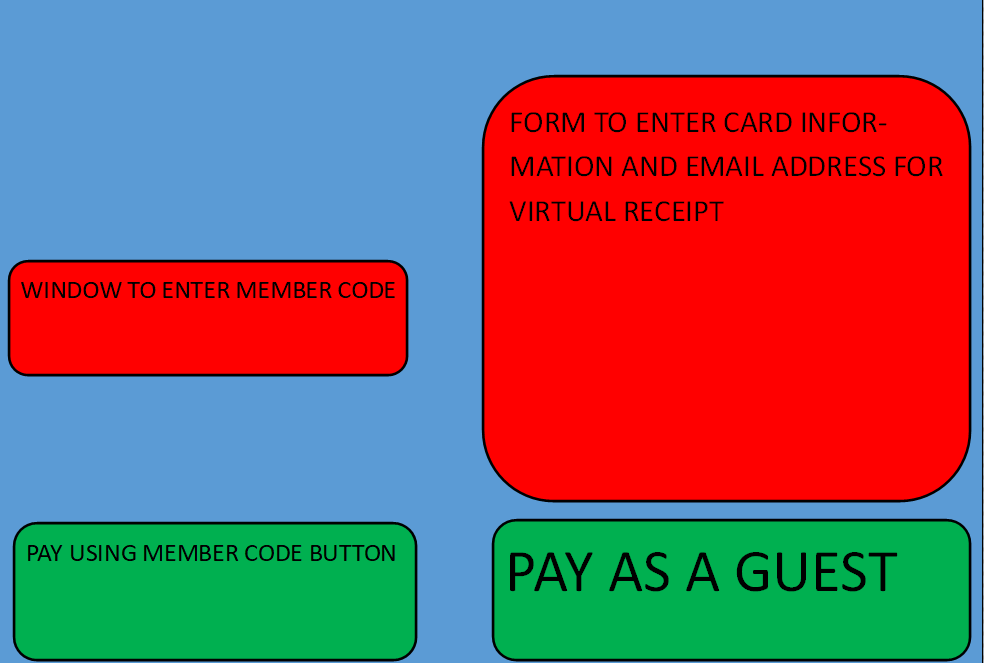 FORM TO ENTER CARD INFOR-
MATION AND EMAIL ADDRESS FOR
VIRTUAL RECEIPT
WINDOW TO ENTER MEMBER CODE
PAY USING MEMBER CODE BUTTON
PAY AS A GUEST